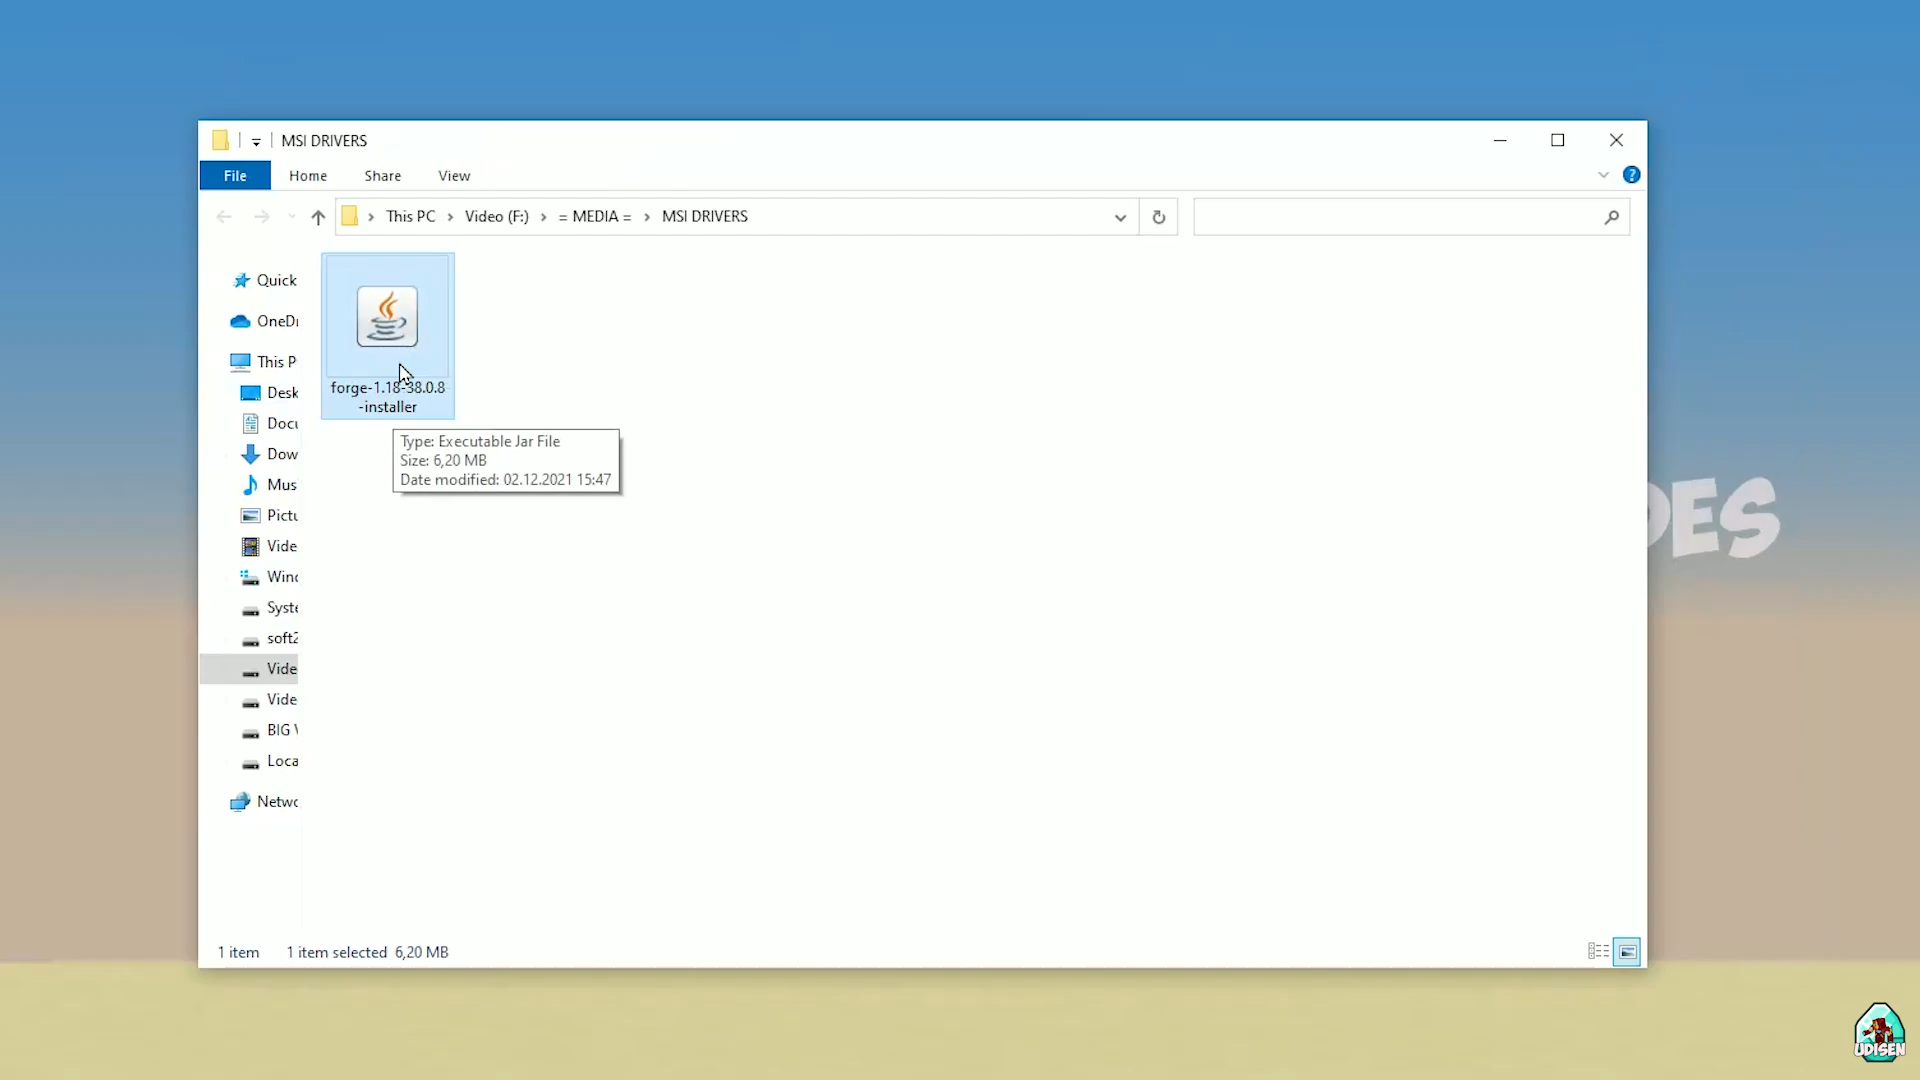 MSI DRIVERS
File Home Share View
This PC Video (F:) = MEDIA = MSI DRIVERS
Quick
OneDr
This P
Desk
Docu
Dow
Mus
Pictu
Vide
Wind
Syste
soft2
Vide
Vide
BIG
Loca
Netwo
forge-1.18-38.0.8
-installer
Type: Executable Jar File
Size: 6,20 MB
Date modified: 02.12.2021 15:47
DES
1 item 1 item selected 6,20 MB
UDISEN